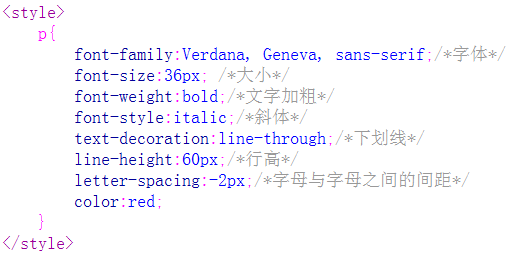 <style>
p{
font-family:Verdana, Geneva, sans-serif;/*字体*/
font-size:36px; /*大小*/
font-weight:bold;/*文字加粗*/
font-style:italic;/*斜体*/
text-decoration:line-through;/*下划线*/
line-height:60px;/*行高*/
letter-spacing:-2px;/*字母与字母之间的间距*/
color:red;
}
</style>